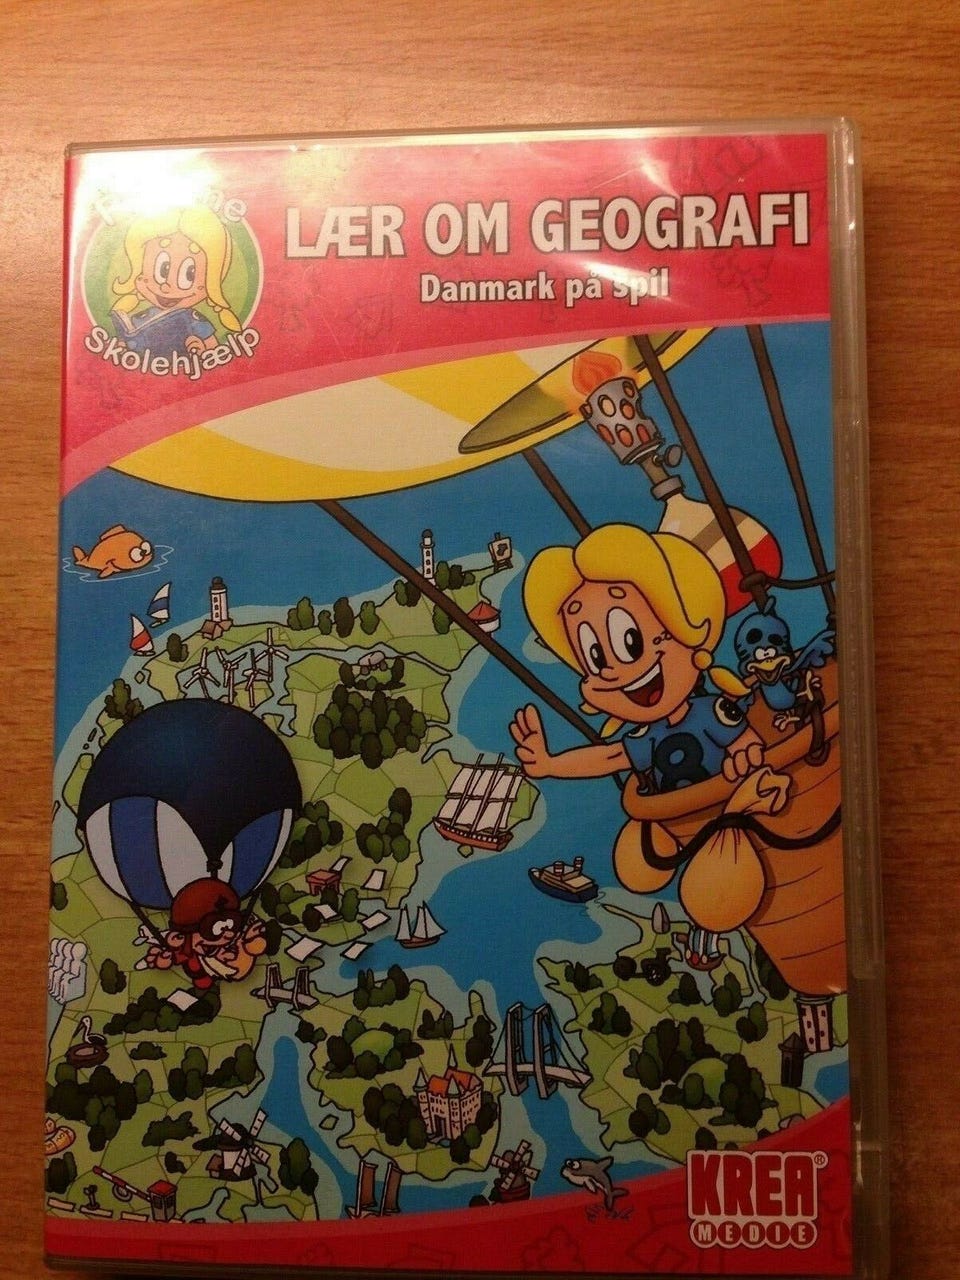 Skolehjælp
LÆR OM GEOGRAFI
Danmark på spil
8
KREA®
MEDIE